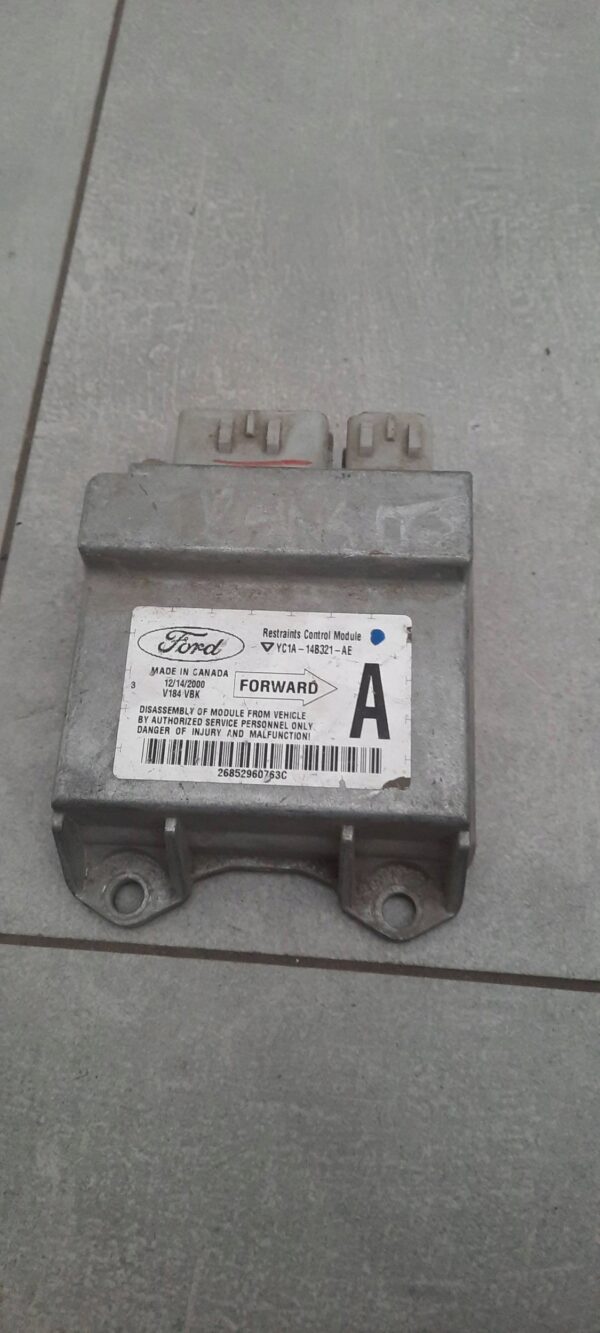 Ford
Restraints Control Module
YC1A-14B321-AE
MADE IN CANADA
12/14/2000
V184 VBK
3
FORWARD
A
DISASSEMBLY OF MODULE FROM VEHICLE
BY AUTHORIZED SERVICE PERSONNEL ONLY
DANGER OF INJURY AND MALFUNCTION!
26852960763C